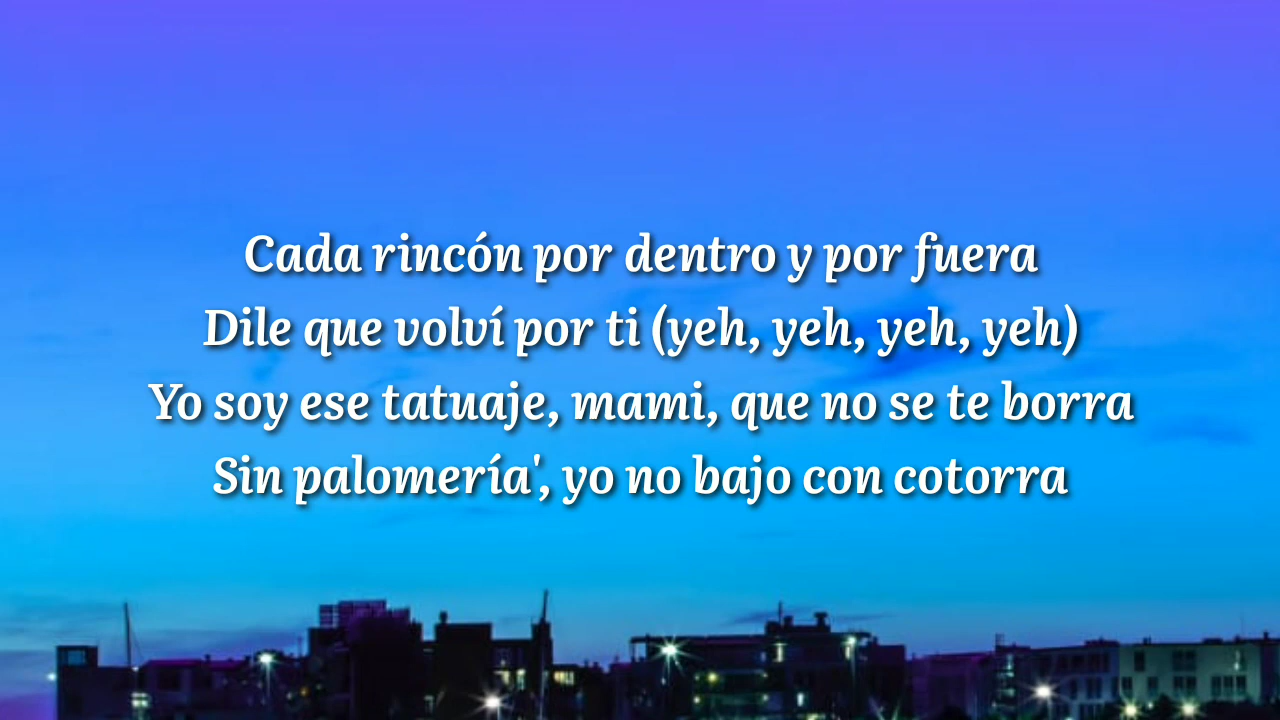 Cada rincón por dentro y por fuera
Dile que volví por ti (yeh, yeh, yeh, yeh)
Yo soy ese tatuaje, mami, que no se te borra
Sin palomería', yo no bajo con cotorra